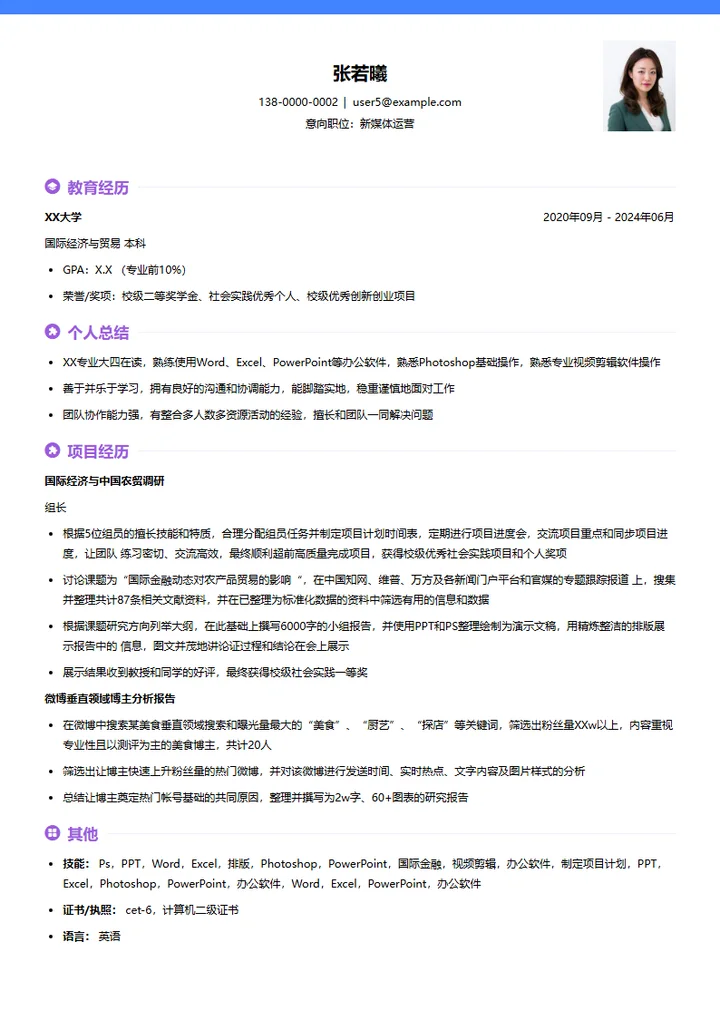 张若曦
138-0000-0002 | user5@example.com
意向职位：新媒体运营
教育经历
XX大学 2020年09月 - 2024年06月
国际经济与贸易 本科
• GPA：X.X （专业前10%）
• 荣誉/奖项：校级二等奖学金、社会实践优秀个人、校级优秀创新创业项目
个人总结
• XX专业大四在读，熟练使用Word、Excel、PowerPoint等办公软件，熟悉Photoshop基础操作，熟悉专业视频剪辑软件操作
• 善于并乐于学习，拥有良好的沟通和协调能力，能脚踏实地，稳重谨慎地面对工作
• 团队协作能力强，有整合多人数多资源活动的经验，擅长和团队一同解决问题
项目经历
国际经济与中国农贸调研
组长
• 根据5位组员的擅长技能和特质，合理分配组员任务并制定项目计划时间表，定期进行项目进度会，交流项目重点和同步项目进
度，让团队 练习密切、交流高效，最终顺利超前高质量完成项目，获得校级优秀社会实践项目和个人奖项
• 讨论课题为“国际金融动态对农产品贸易的影响“，在中国知网、维普、万方及各新闻门户平台和官媒的专题跟踪报道 上，搜集
并整理共计87条相关文献资料，并在已整理为标准化数据的资料中筛选有用的信息和数据
• 根据课题研究方向列举大纲，在此基础上撰写6000字的小组报告，并使用PPT和PS整理绘制为演示文稿，用精炼整洁的排版展
示报告中的 信息，图文并茂地讲论证过程和结论在会上展示
• 展示结果收到教授和同学的好评，最终获得校级社会实践一等奖
微博垂直领域博主分析报告
• 在微博中搜索某美食垂直领域搜索和曝光量最大的“美食”、“厨艺”、“探店”等关键词，筛选出粉丝量XXw以上，内容重视
专业性且以测评为主的美食博主，共计20人
• 筛选出让博主快速上升粉丝量的热门微博，并对该微博进行发送时间、实时热点、文字内容及图片样式的分析
• 总结让博主奠定热门帐号基础的共同原因，整理并撰写为2w字、60+图表的研究报告
其他
• 技能： Ps，PPT，Word，Excel，排版，Photoshop，PowerPoint，国际金融，视频剪辑，办公软件，制定项目计划，PPT，
Excel，Photoshop，PowerPoint，办公软件，Word，Excel，PowerPoint，办公软件
• 证书/执照： cet-6，计算机二级证书
• 语言： 英语